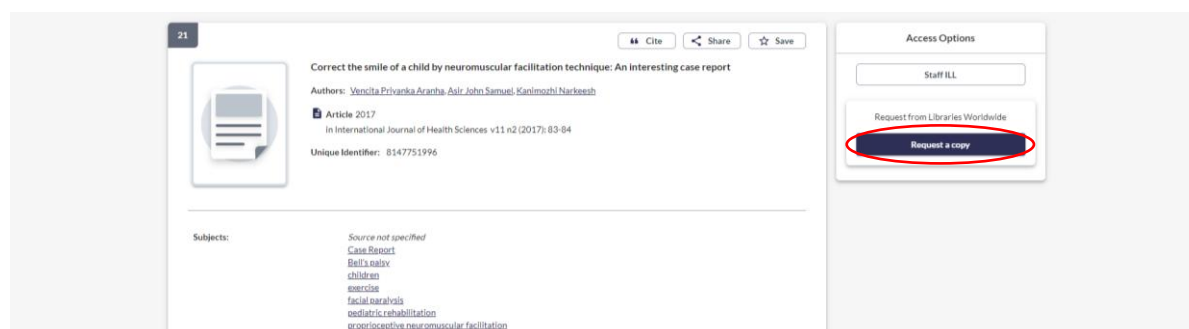 21
Cite
Share
Save
Correct the smile of a child by neuromuscular facilitation technique: An interesting case report
Authors: Vencita Priyanka Aranha, Asir John Samuel, Kanimozhi Narkeesh
Article 2017
in International Journal of Health Sciences v11 n2 (2017): 83-84
Unique Identifier: 8147751996
Subjects:
Source not specified
Case Report
Bell's palsy
children
exercise
facial paralysis
pediatric rehabilitation
proprioceptive neuromuscular facilitation
Access Options
Staff ILL
Request from Libraries Worldwide
Request a copy